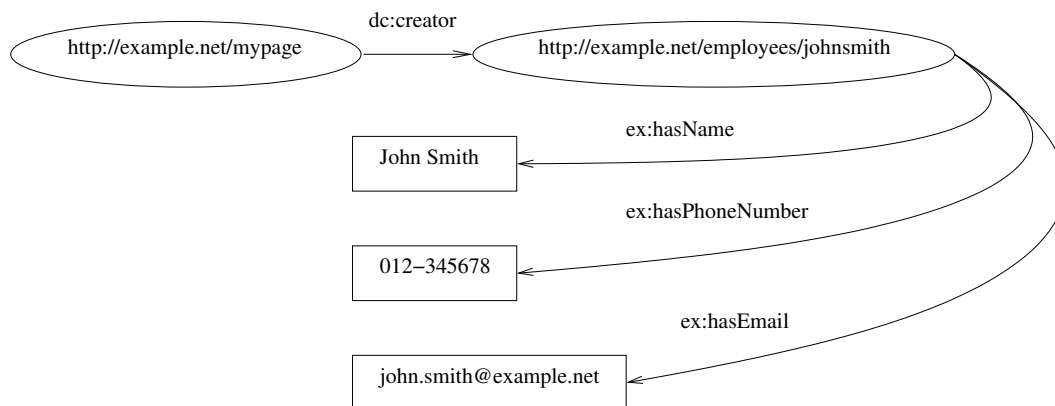 dc:creator
http://example.net/mypage
http://example.net/employees/johnsmith
ex:hasName
John Smith
ex:hasPhoneNumber
012−345678
ex:hasEmail
john.smith@example.net